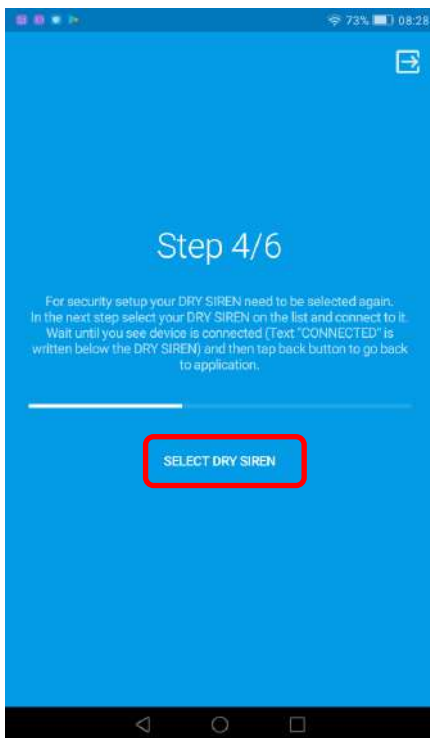 73% 08:28
Step 4/6
For security setup your DRY SIREN need to be selected again.
In the next step select your DRY SIREN on the list and connect to it.
Wait until you see device is connected (Text "CONNECTED" is
written below the DRY SIREN) and then tap back button to go back
to application.
SELECT DRY SIREN